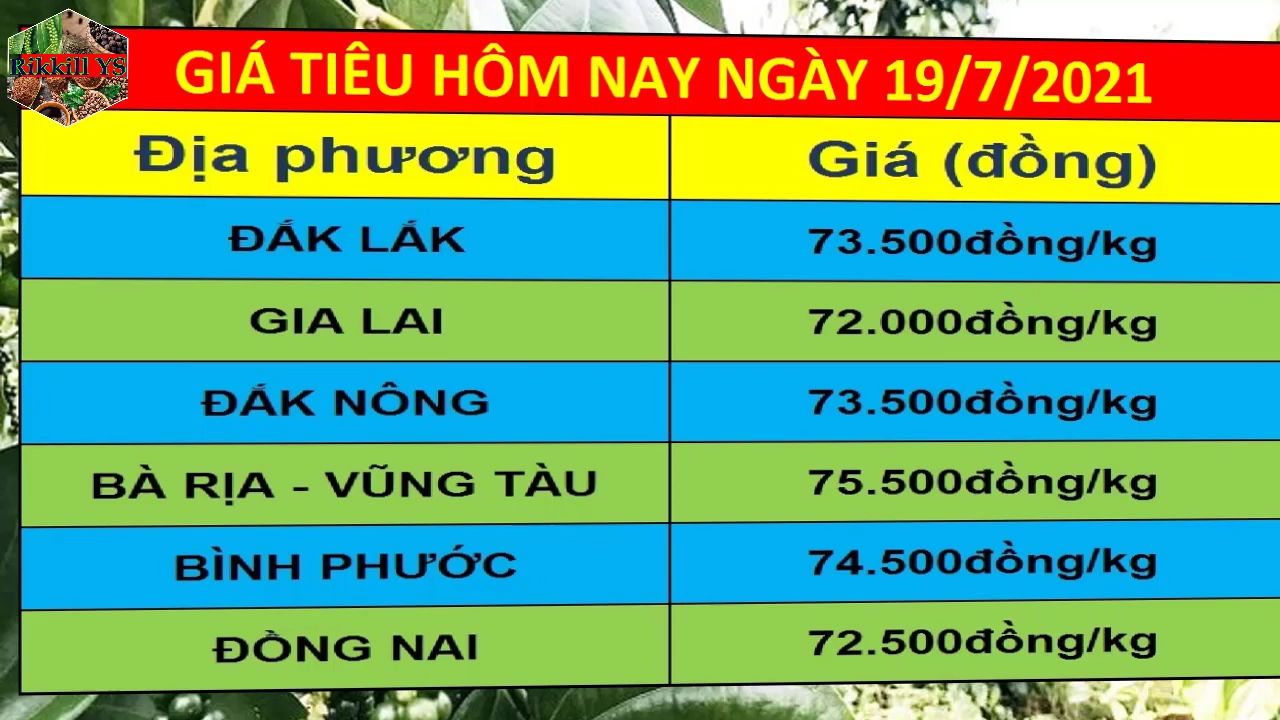 Rikkill YS
GIÁ TIÊU HÔM NAY NGÀY 19/7/2021
Địa phương Giá (đồng)
ĐẮK LẮK 73.500đồng/kg
GIA LAI 72.000đồng/kg
ĐẮK NÔNG 73.500đồng/kg
BÀ RỊA - VŨNG TÀU 75.500đồng/kg
BÌNH PHƯỚC 74.500đồng/kg
ĐỒNG NAI 72.500đồng/kg